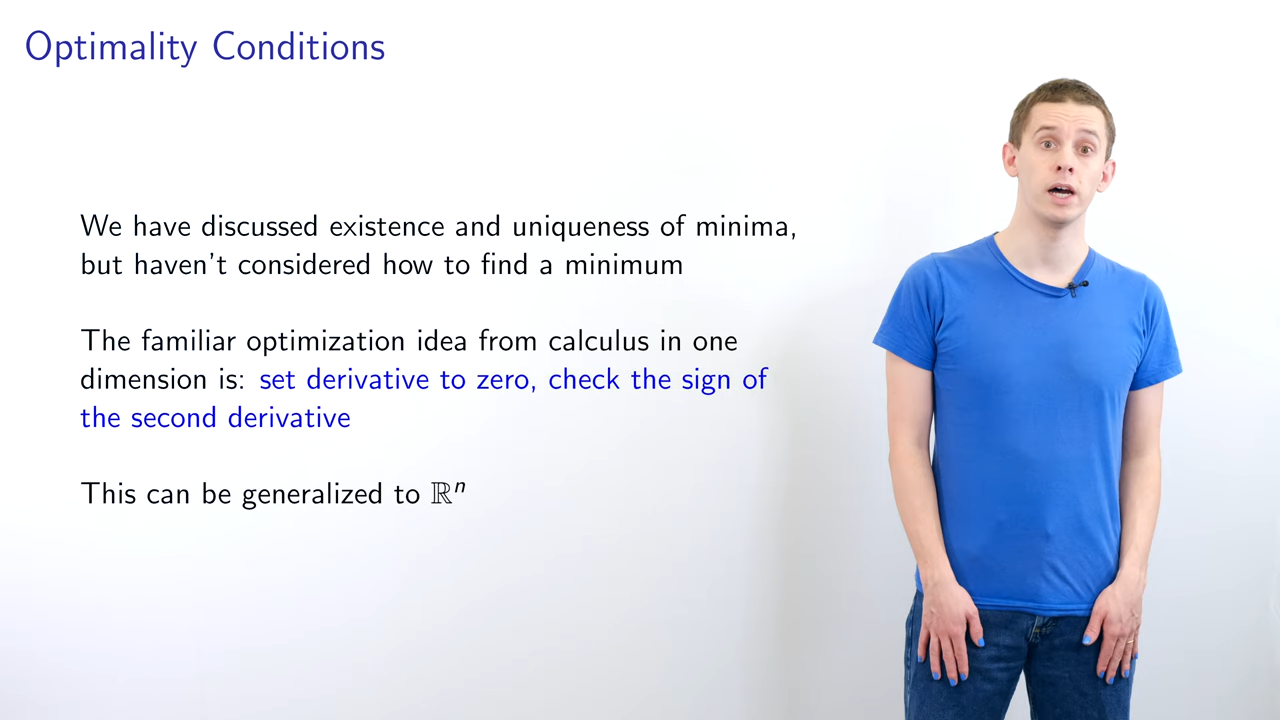 Optimality Conditions
We have discussed existence and uniqueness of minima,
but haven't considered how to find a minimum
The familiar optimization idea from calculus in one
dimension is: set derivative to zero, check the sign of
the second derivative
This can be generalized to ℝⁿ